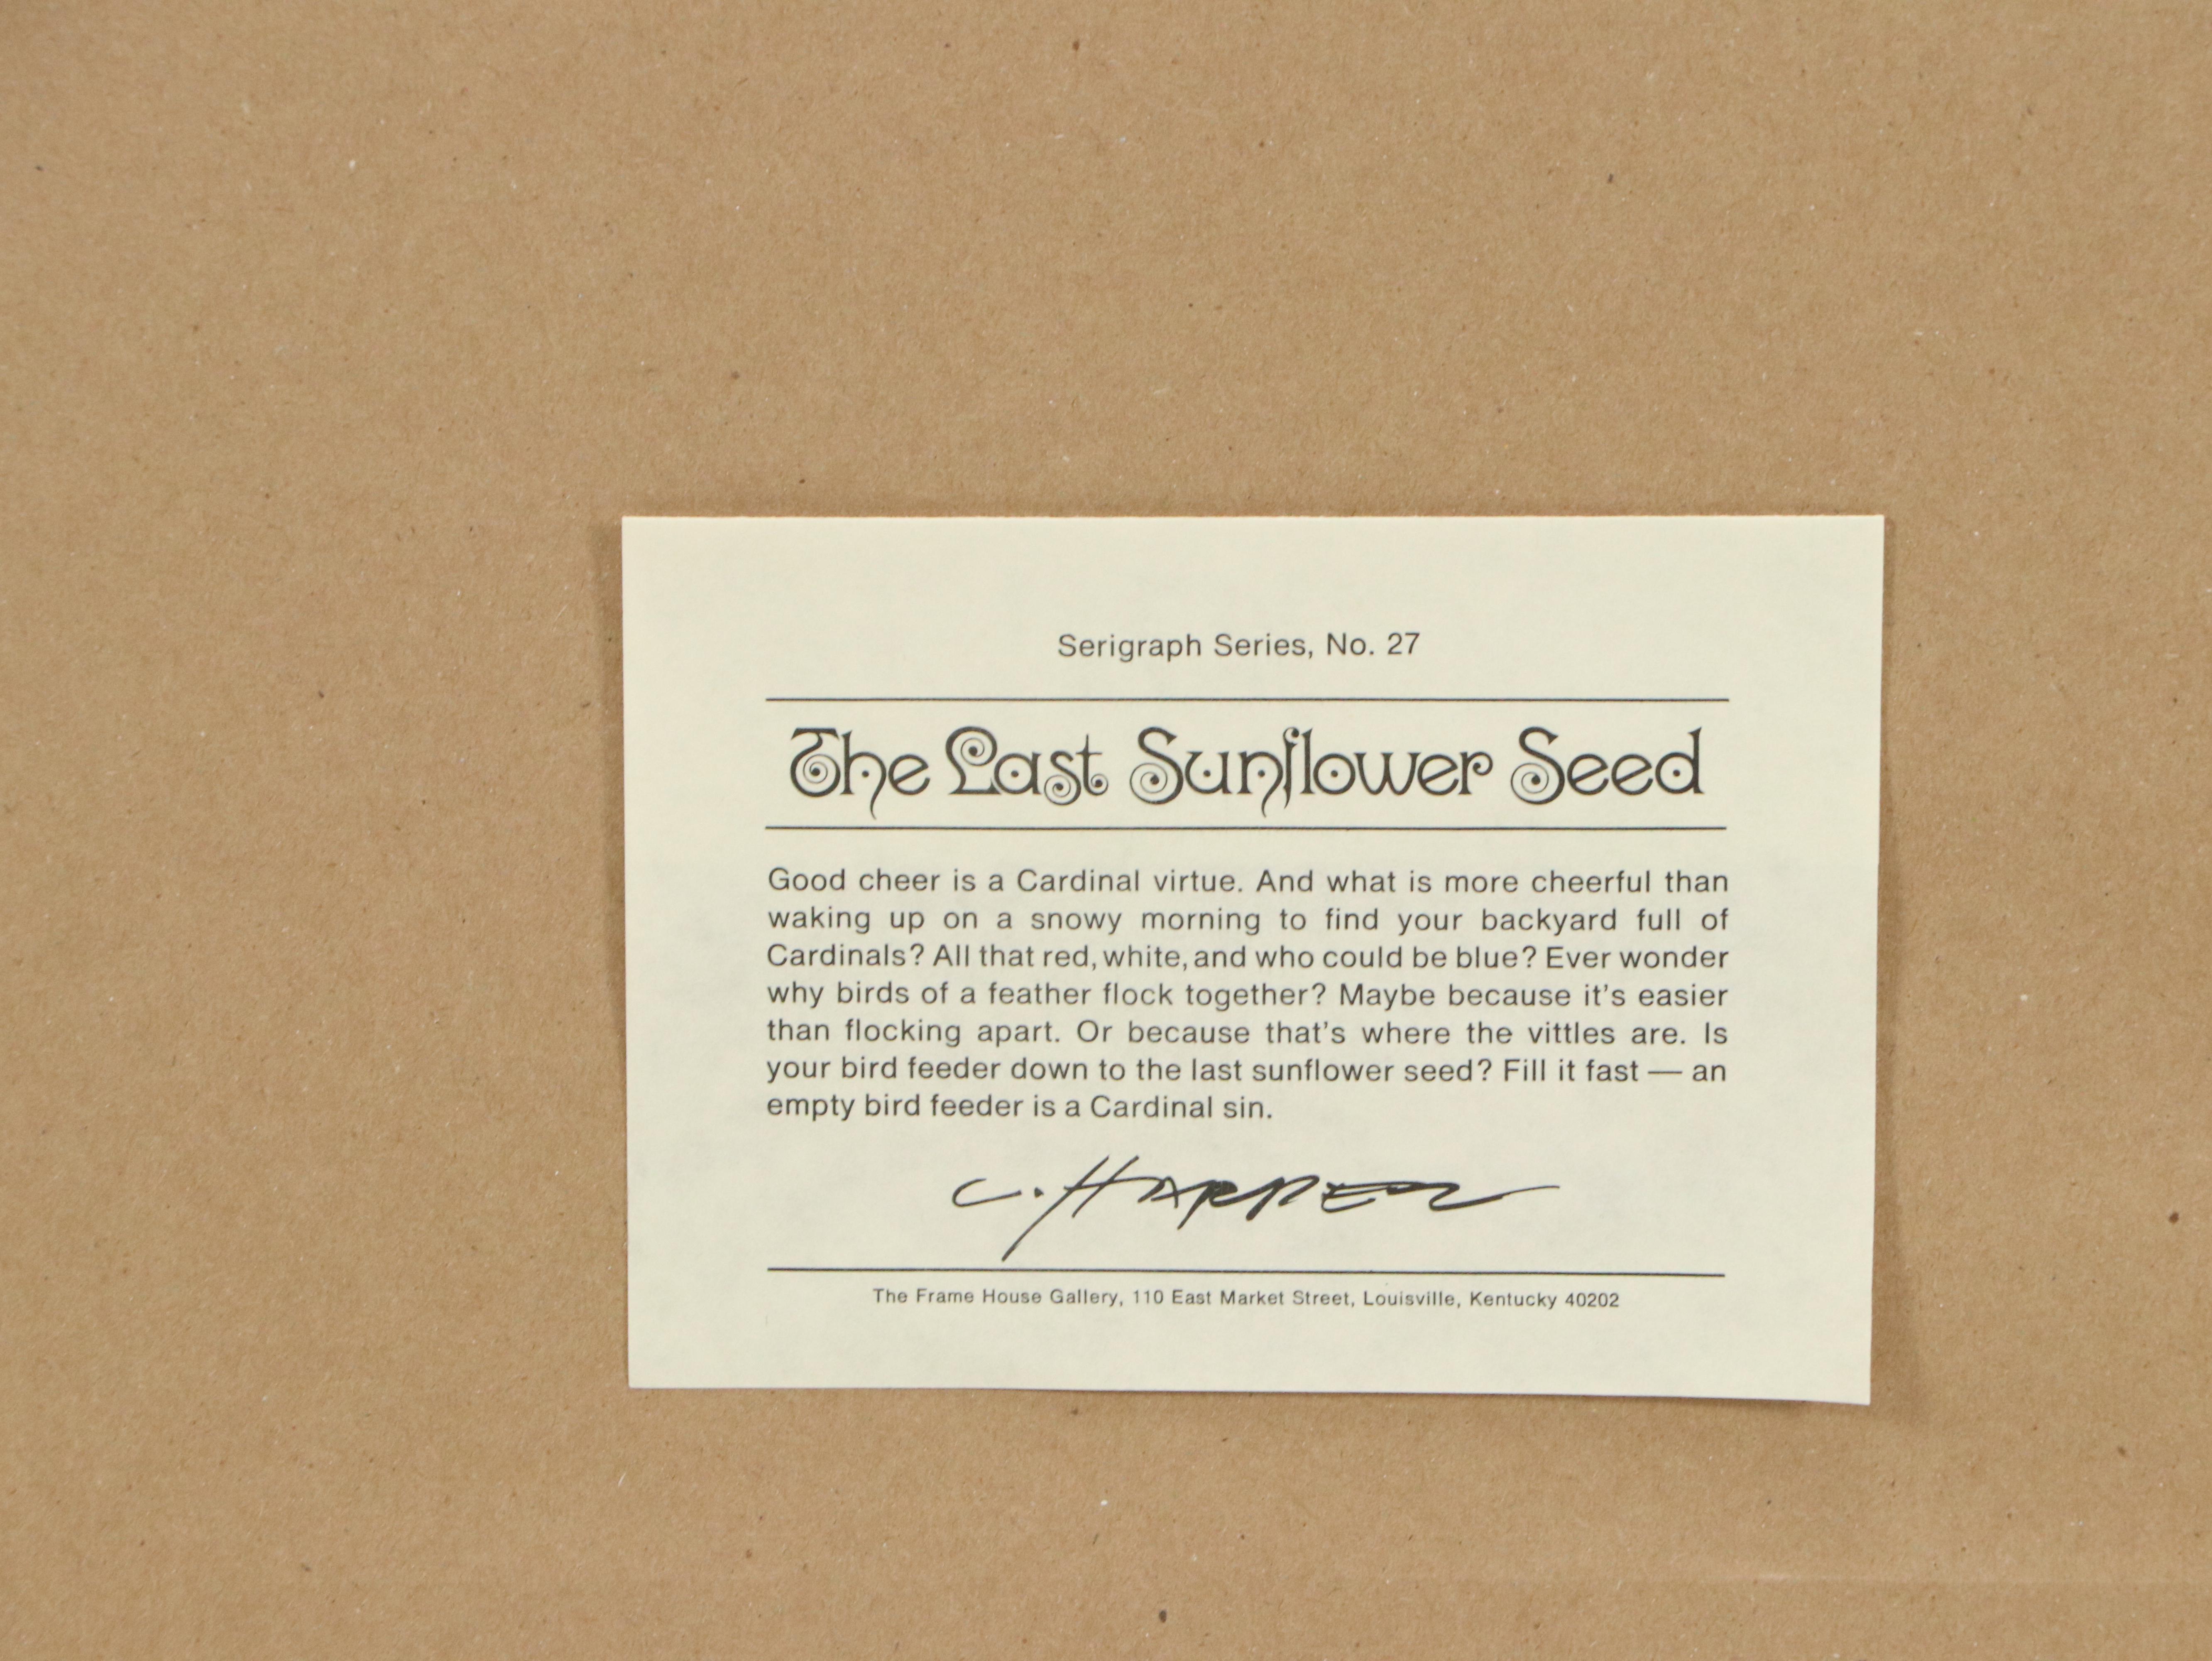 Serigraph Series, No. 27
The Last Sunflower Seed
Good cheer is a Cardinal virtue. And what is more cheerful than
waking up on a snowy morning to find your backyard full of
Cardinals? All that red, white, and who could be blue? Ever wonder
why birds of a feather flock together? Maybe because it's easier
than flocking apart. Or because that's where the vittles are. Is
your bird feeder down to the last sunflower seed? Fill it fast — an
empty bird feeder is a Cardinal sin.
C. HARPER
The Frame House Gallery, 110 East Market Street, Louisville, Kentucky 40202